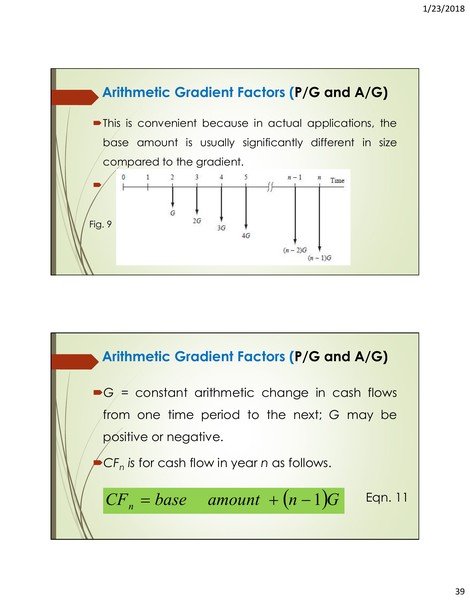 1/23/2018
Arithmetic Gradient Factors (P/G and A/G)
This is convenient because in actual applications, the
base amount is usually significantly different in size
compared to the gradient.
0 1 2 3 4 5 n − 1 n Time
G
2G
3G
4G
(n − 2)G
(n − 1)G
Fig. 9
Arithmetic Gradient Factors (P/G and A/G)
G = constant arithmetic change in cash flows
from one time period to the next; G may be
positive or negative.
CFn is for cash flow in year n as follows.
CFn = base amount + (n − 1)G Eqn. 11
39